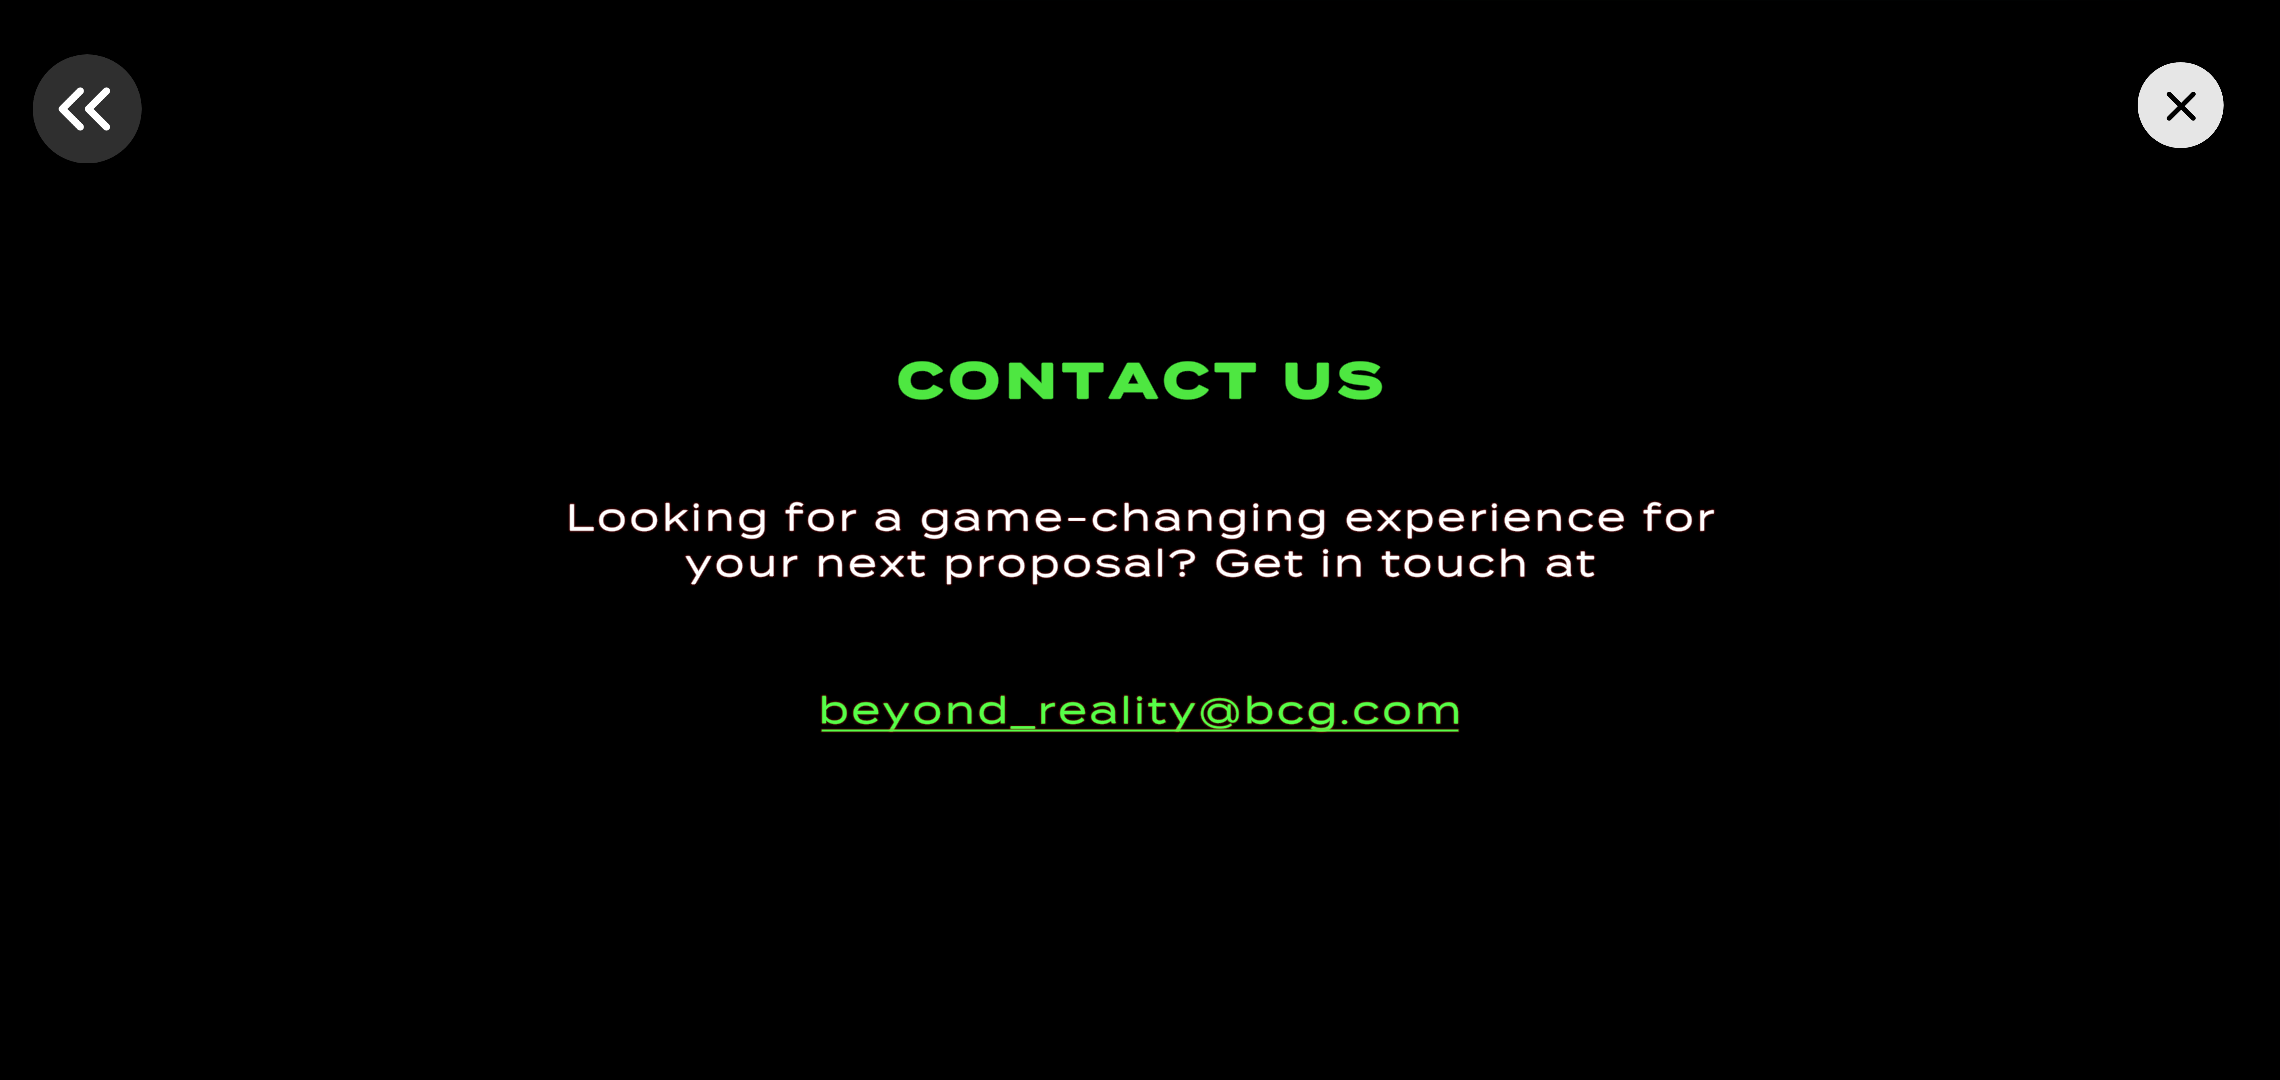 CONTACT US
Looking for a game-changing experience for
your next proposal? Get in touch at
beyond_reality@bcg.com